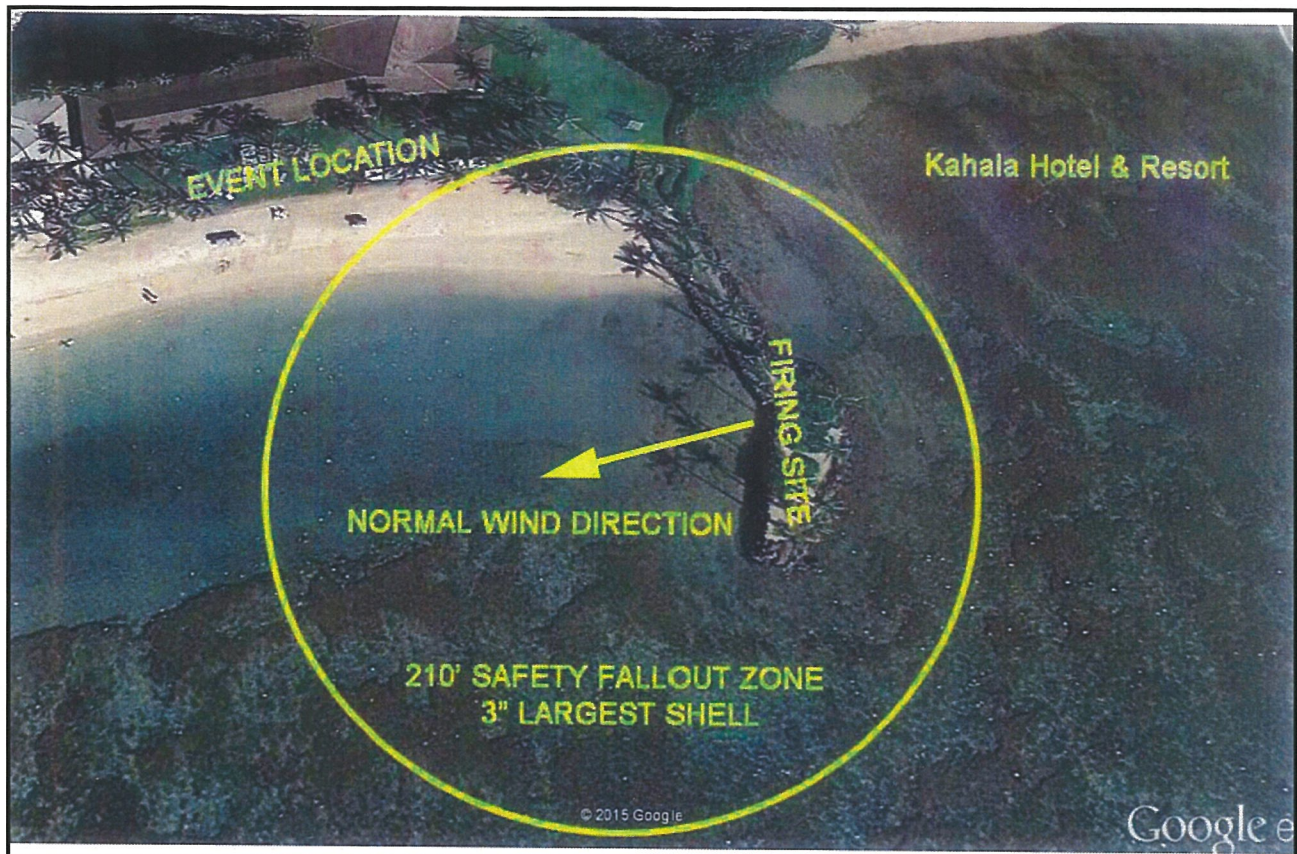 EVENT LOCATION
Kahala Hotel & Resort
FIRING SITE
NORMAL WIND DIRECTION
210' SAFETY FALLOUT ZONE
3" LARGEST SHELL
© 2015 Google
Google e